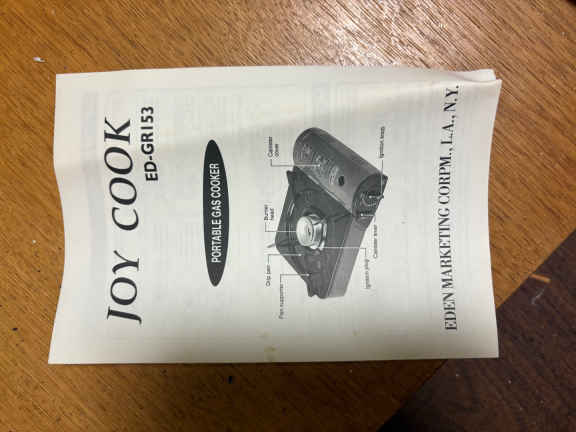 JOY COOK
ED-GR153
PORTABLE GAS COOKER
Canister cover
Burner head
Drip pan
Pan supporter
Ignition knob
Canister lever
Ignition plug
EDEN MARKETING CORPM., L.A., N.Y.